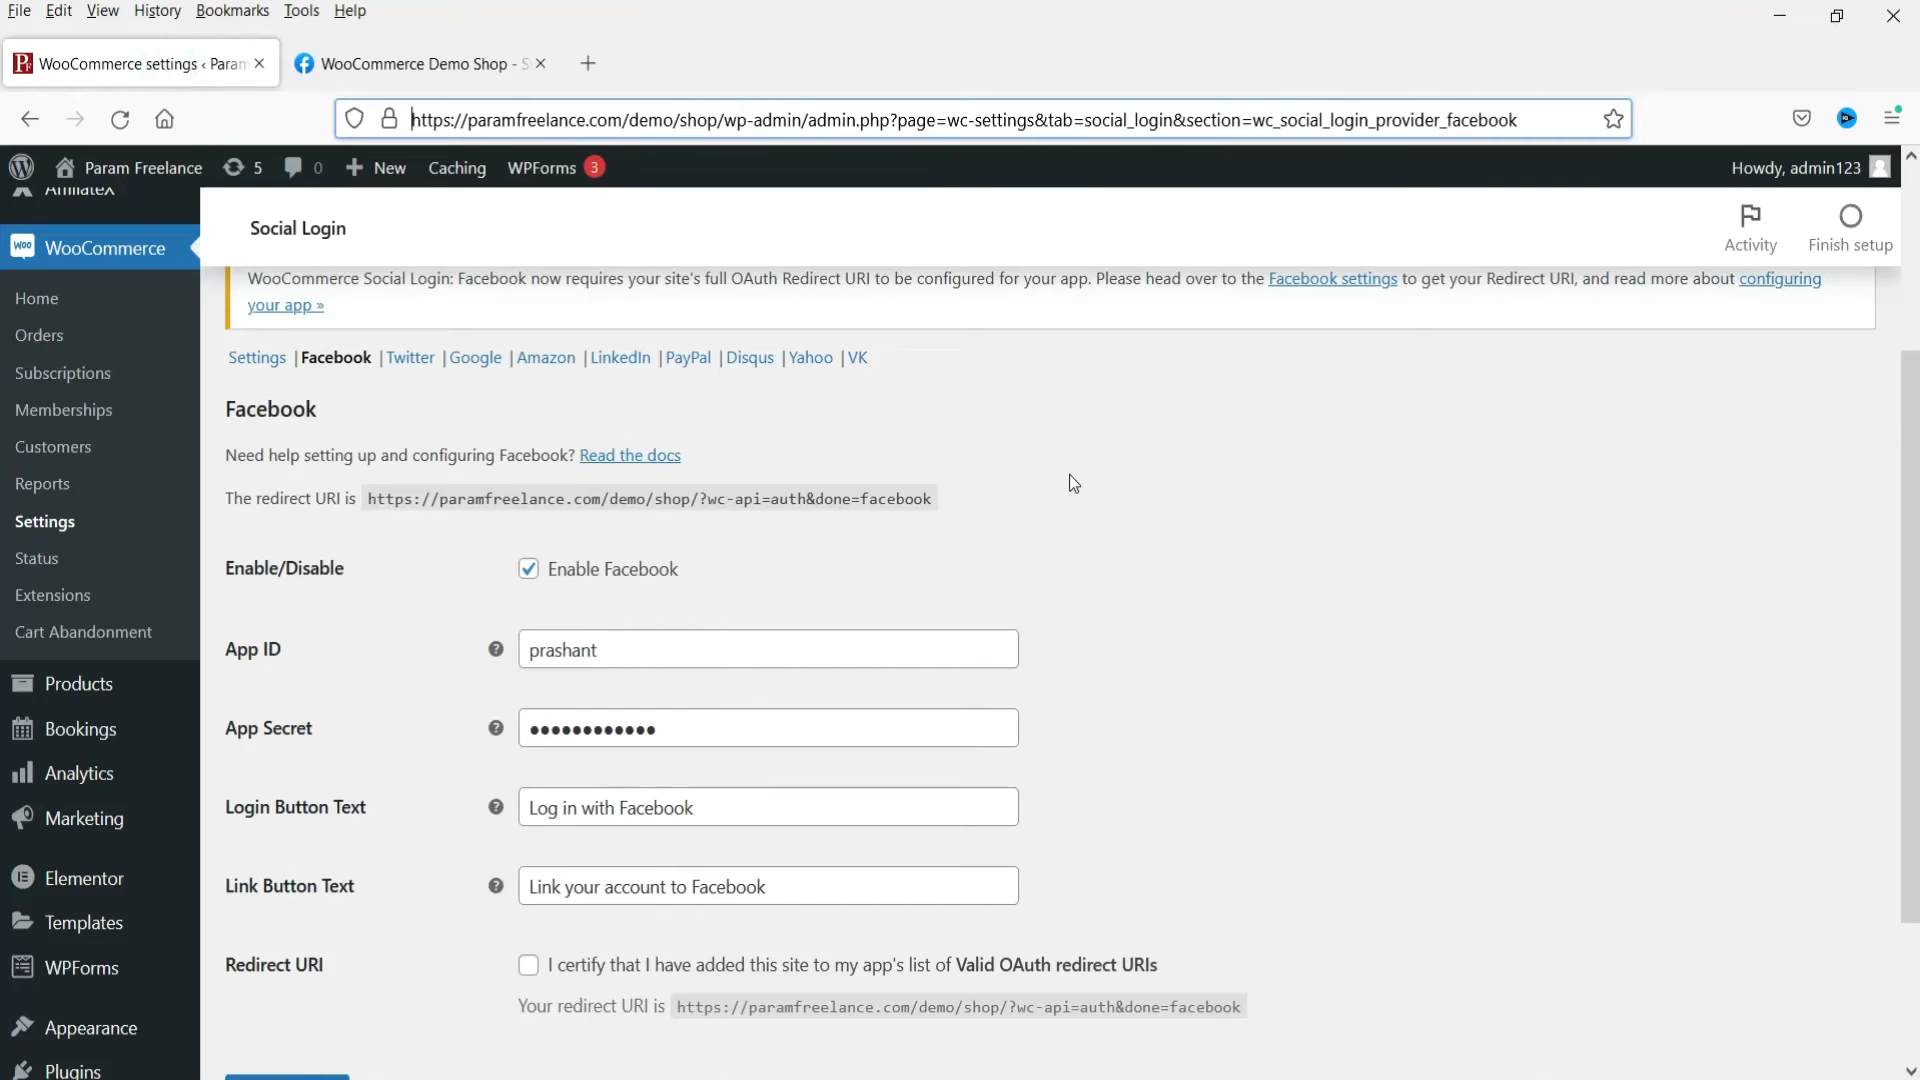 File Edit View History Bookmarks Tools Help
WooCommerce settings ‹ Param
WooCommerce Demo Shop - S
https://paramfreelance.com/demo/shop/wp-admin/admin.php?page=wc-settings&tab=social_login&section=wc_social_login_provider_facebook
Param Freelance 5 0 New Caching WPForms 3 Howdy, admin123
AffiliateX
WooCommerce
Home
Orders
Subscriptions
Memberships
Customers
Reports
Settings
Status
Extensions
Cart Abandonment
Products
Bookings
Analytics
Marketing
Elementor
Templates
WPForms
Appearance
Plugins
Social Login
Activity
Finish setup
WooCommerce Social Login: Facebook now requires your site's full OAuth Redirect URI to be configured for your app. Please head over to the Facebook settings to get your Redirect URI, and read more about configuring
your app »
Settings | Facebook | Twitter | Google | Amazon | LinkedIn | PayPal | Disqus | Yahoo | VK
Facebook
Need help setting up and configuring Facebook? Read the docs
The redirect URI is https://paramfreelance.com/demo/shop/?wc-api=auth&done=facebook
Enable/Disable Enable Facebook
App ID prashant
App Secret
Login Button Text Log in with Facebook
Link Button Text Link your account to Facebook
Redirect URI I certify that I have added this site to my app's list of Valid OAuth redirect URIs
Your redirect URI is https://paramfreelance.com/demo/shop/?wc-api=auth&done=facebook